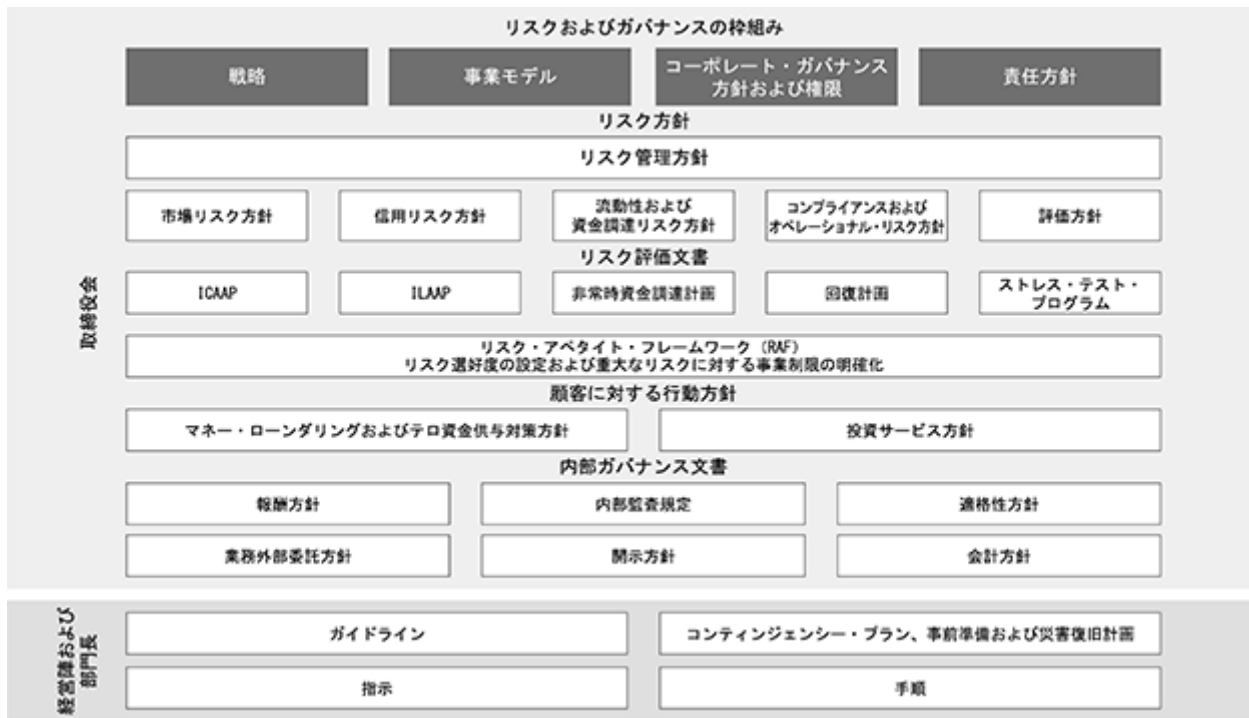 リスクおよびガバナンスの枠組み
戦略
事業モデル
コーポレート・ガバナンス
方針および権限
責任方針
リスク方針
リスク管理方針
市場リスク方針
信用リスク方針
流動性および
資金調達リスク方針
コンプライアンスおよび
オペレーショナル・リスク方針
評価方針
リスク評価文書
ICAAP
ILAAP
非常時資金調達計画
回復計画
ストレス・テスト・
プログラム
リスク・アペタイト・フレームワーク (RAF)
リスク選好度の設定および重大なリスクに対する事業制限の明確化
顧客に対する行動方針
マネー・ローンダリングおよびテロ資金供与対策方針
投資サービス方針
内部ガバナンス文書
報酬方針
内部監査規定
適格性方針
業務外部委託方針
開示方針
会計方針
取締役会
ガイドライン
コンティンジェンシー・プラン、事前準備および災害復旧計画
指示
手順
経営陣および
部門長